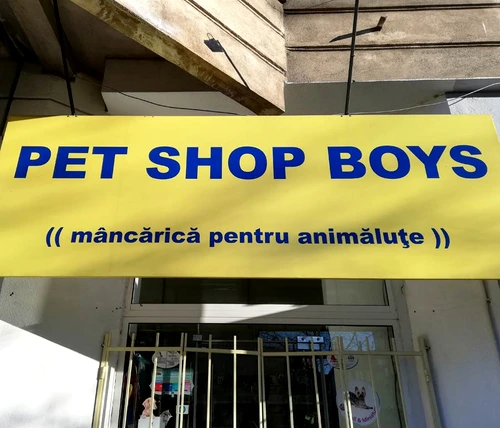 PET SHOP BOYS
(( mâncărică pentru animăluţe ))